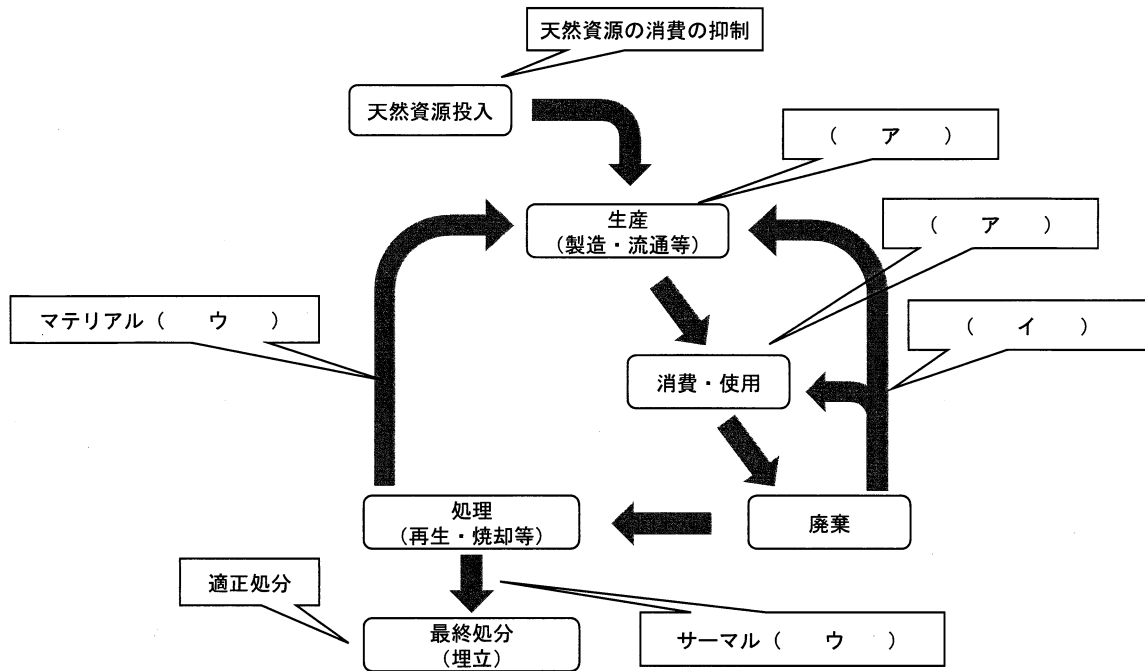 天然資源の消費の抑制
天然資源投入
( ア )
生産
(製造・流通等)
( ア )
マテリアル( ウ )
( イ )
消費・使用
処理
(再生・焼却等)
廃棄
適正処分
最終処分
(埋立)
サーマル( ウ )